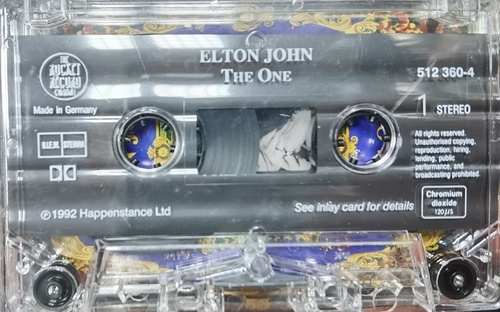 ELTON JOHN
THE ONE
THE
ROCKET
RECORD
COMPANY
512 360-4
Made in Germany
1 STEREO
B.I.E.M. STEMRA
All rights reserved.
Unauthorised copying,
reproduction, hiring,
lending, public
performance, and
broadcasting prohibited.
Chromium
dioxide
120 µS
See inlay card for details
℗©1992 Happenstance Ltd